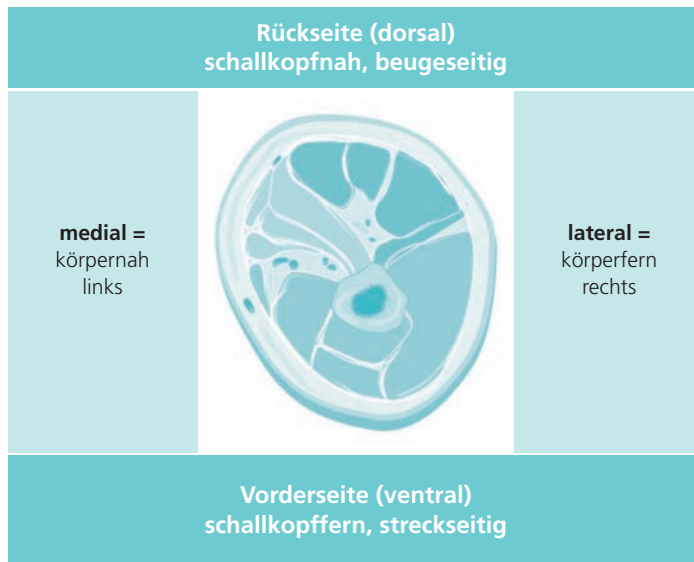 Rückseite (dorsal)
schallkopfnah, beugeseitig
medial =
körpernah
links
lateral =
körperfern
rechts
Vorderseite (ventral)
schallkopffern, streckseitig